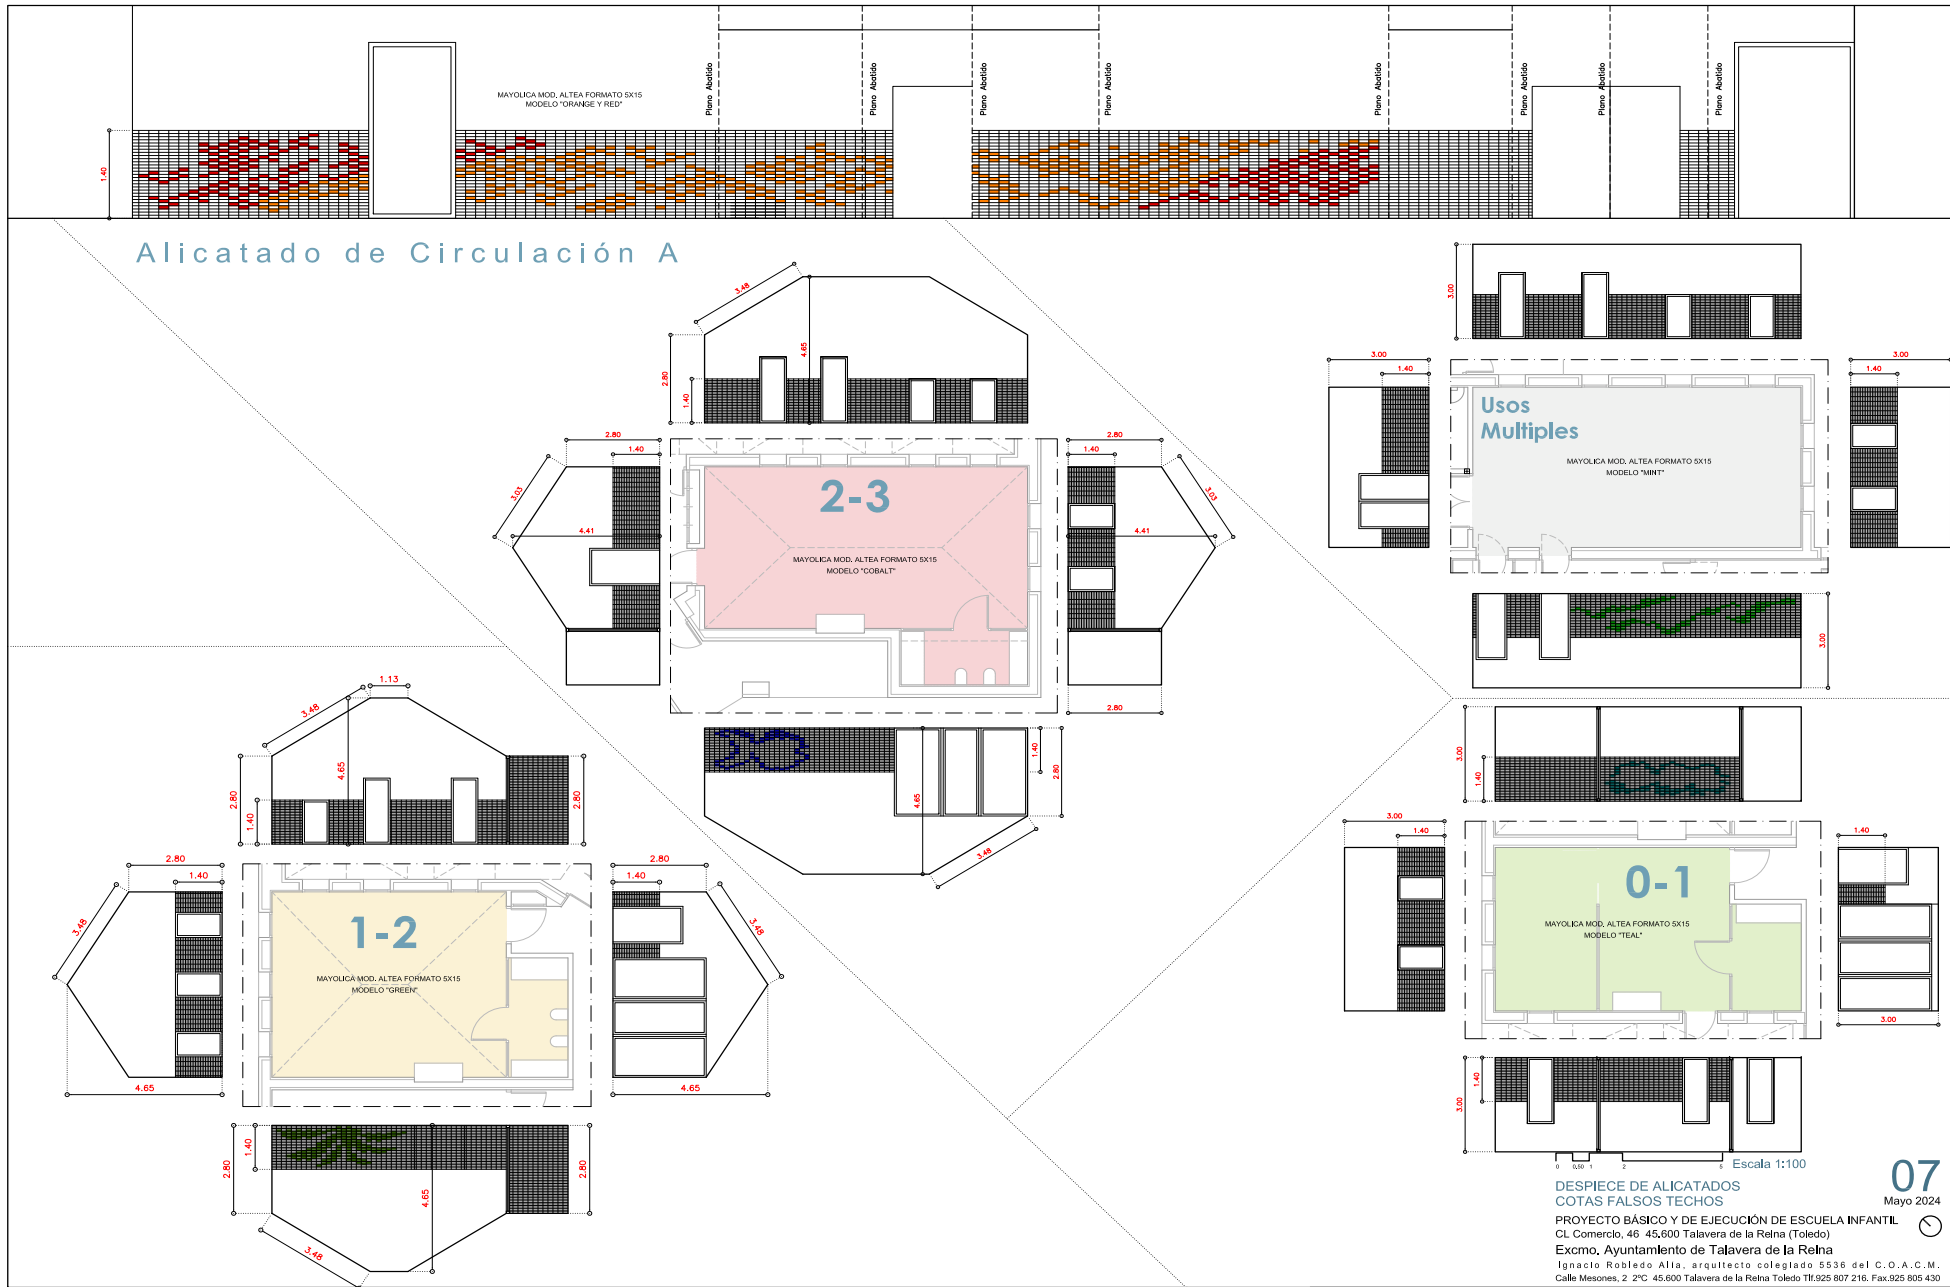 MAYOLICA MOD. ALTEA FORMATO 5X15
MODELO "ORANGE Y RED"
Plano Abatido
Plano Abatido
Plano Abatido
Plano Abatido
Plano Abatido
Plano Abatido
Plano Abatido
Plano Abatido
1.40
Alicatado de Circulación A
3.48
4.65
2.80
1.40
2.80
1.40
3.03
4.41
2-3
MAYOLICA MOD. ALTEA FORMATO 5X15
MODELO "COBALT"
2.80
1.40
3.03
4.41
2.80
1.40
2.80
4.65
3.48
3.00
3.00
1.40
Usos
Multiples
MAYOLICA MOD. ALTEA FORMATO 5X15
MODELO "MINT"
3.00
1.40
3.00
1.13
3.48
4.65
2.80
1.40
2.80
2.80
1.40
3.48
4.65
1-2
MAYOLICA MOD. ALTEA FORMATO 5X15
MODELO "GREEN"
2.80
1.40
3.48
4.65
2.80
1.40
4.65
2.80
3.48
3.00
1.40
3.00
1.40
0-1
MAYOLICA MOD. ALTEA FORMATO 5X15
MODELO "TEAL"
1.40
3.00
3.00
1.40
0 0.50 1 2 5
Escala 1:100
DESPIECE DE ALICATADOS
COTAS FALSOS TECHOS
07
Mayo 2024
PROYECTO BÁSICO Y DE EJECUCIÓN DE ESCUELA INFANTIL
CL Comercio, 46 45.600 Talavera de la Reina (Toledo)
Excmo. Ayuntamiento de Talavera de la Reina
Ignacio Robledo Alia, arquitecto colegiado 5536 del C.O.A.C.M.
Calle Mesones, 2 2ºC 45.600 Talavera de la Reina Toledo Tlf.925 807 216. Fax.925 805 430